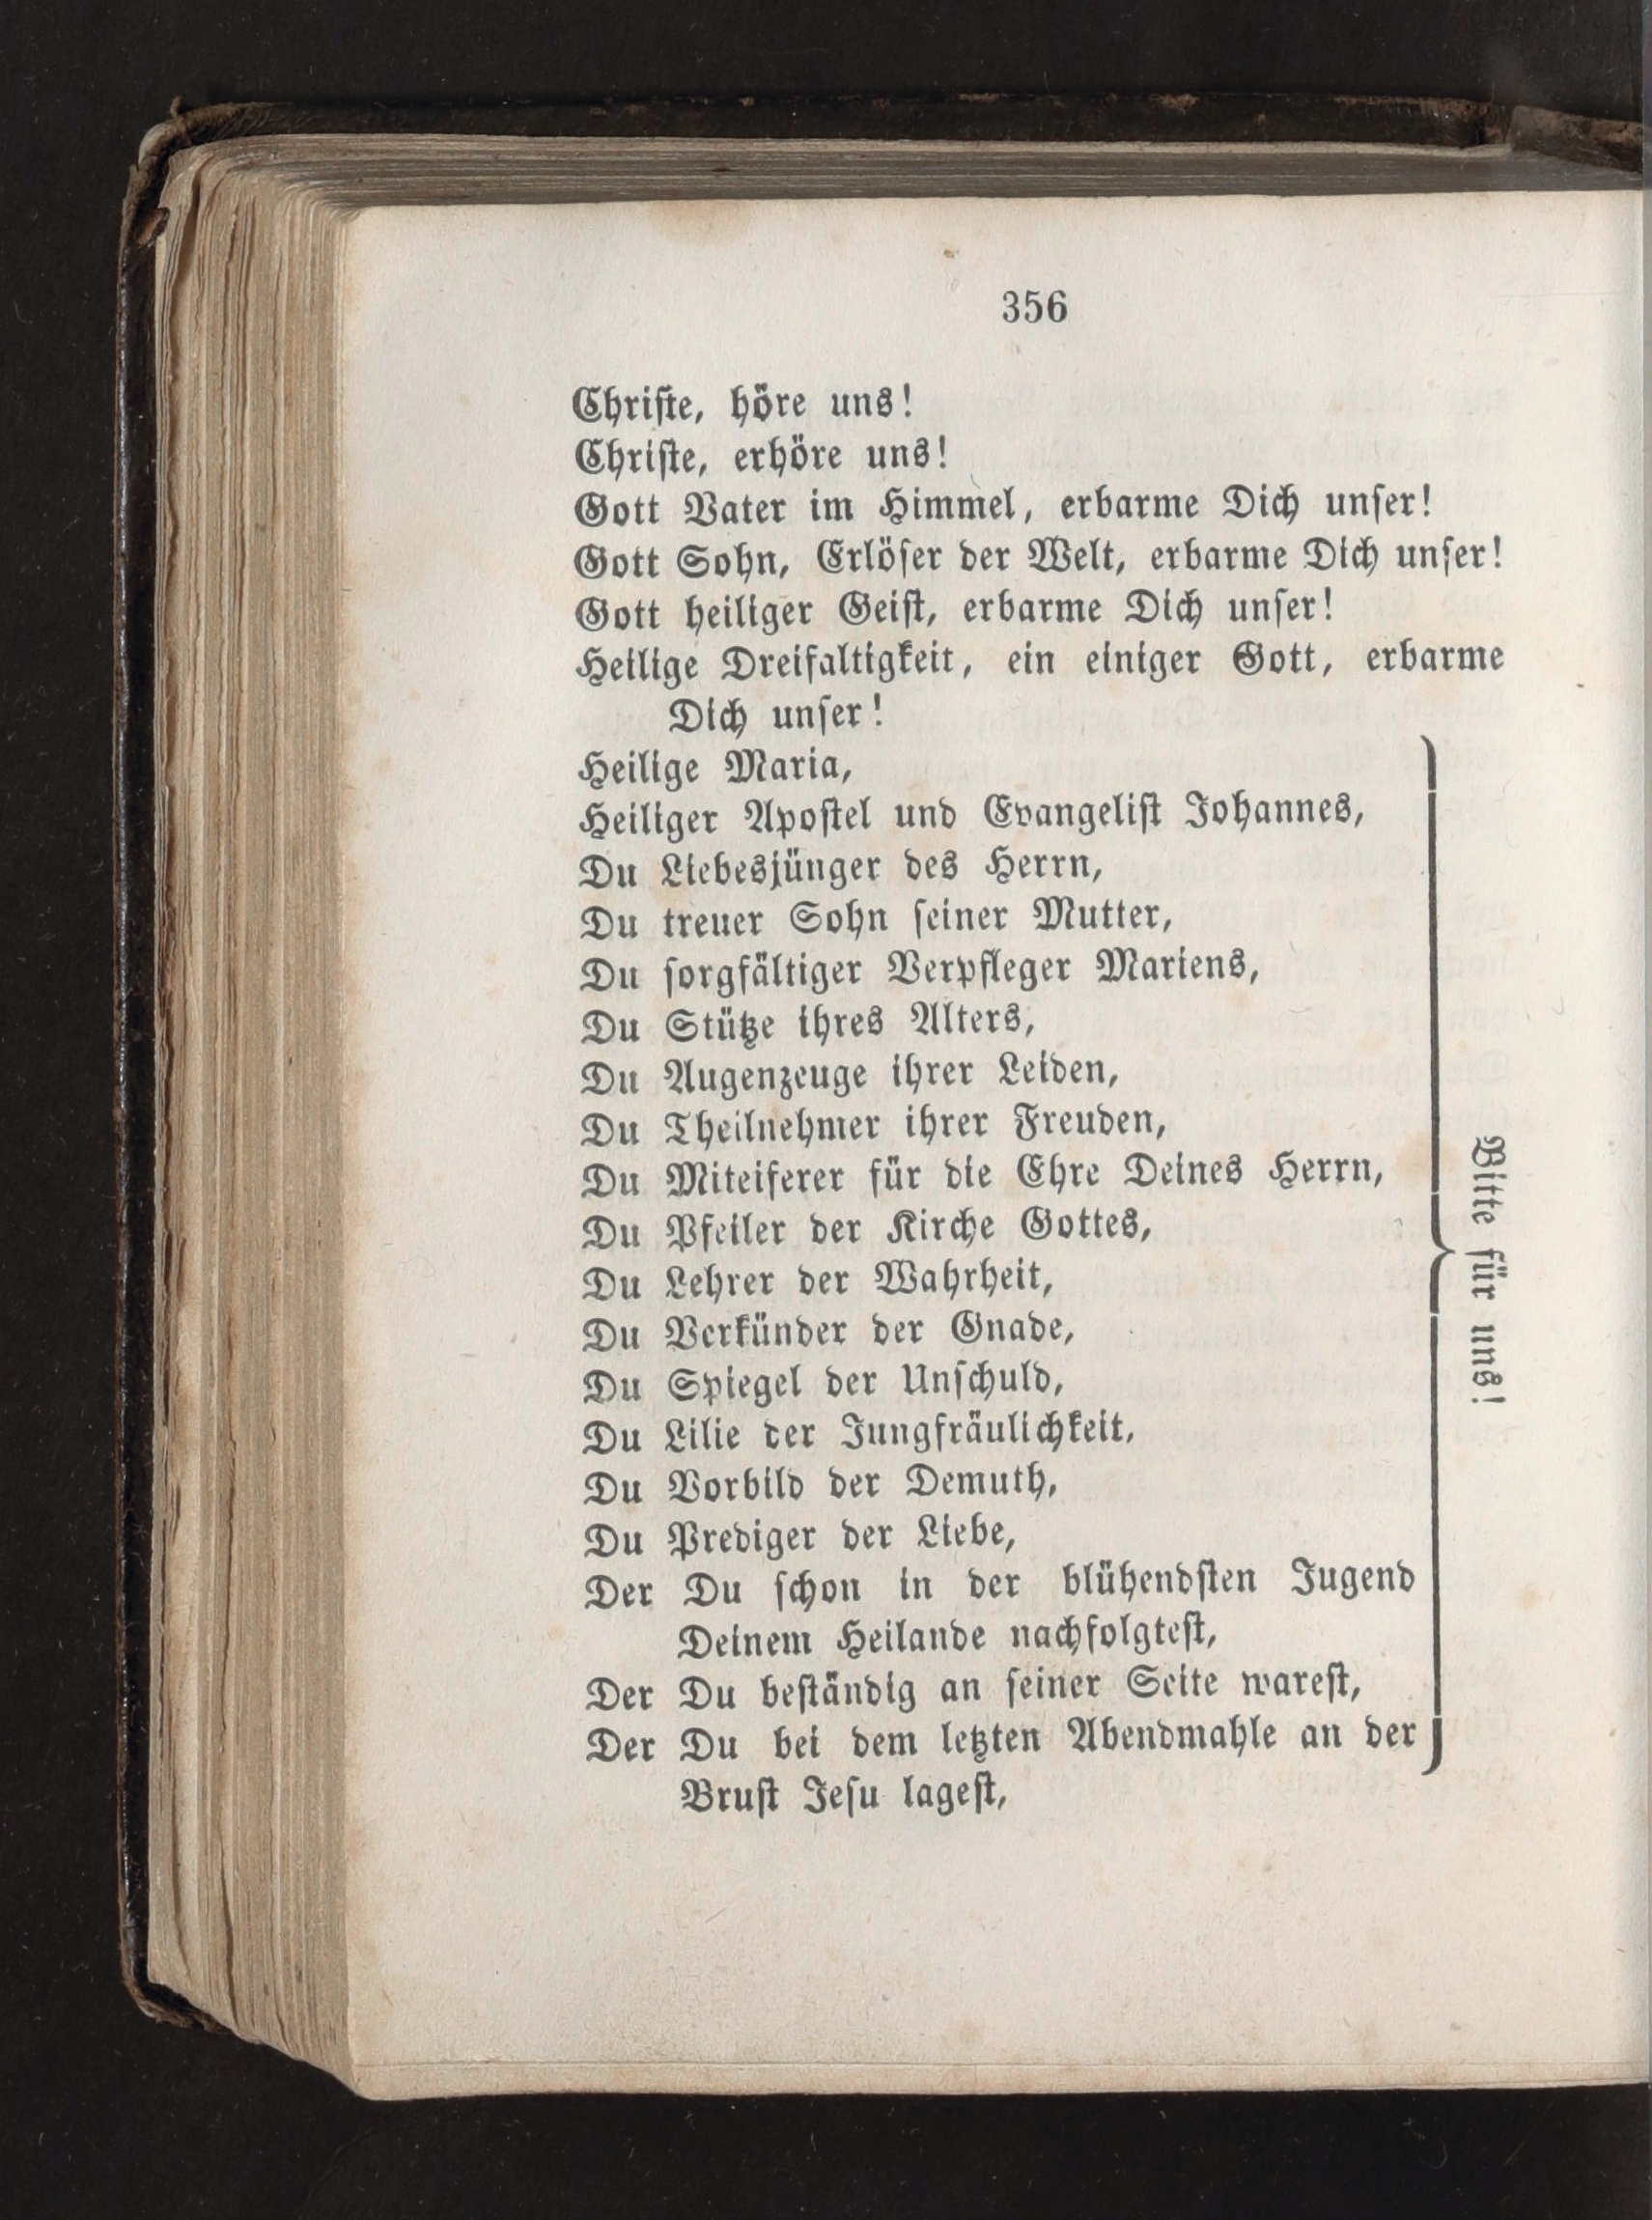 356
Christe, höre uns!
Christe, erhöre uns!
Gott Vater im Himmel, erbarme Dich unser!
Gott Sohn, Erlöser der Welt, erbarme Dich unser!
Gott heiliger Geist, erbarme Dich unser!
Heilige Dreifaltigkeit, ein einiger Gott, erbarme
Dich unser!
Heilige Maria,
Heiliger Apostel und Evangelist Johannes,
Du Liebesjünger des Herrn,
Du treuer Sohn seiner Mutter,
Du sorgfältiger Verpfleger Mariens,
Du Stütze ihres Alters,
Du Augenzeuge ihrer Leiden,
Du Theilnehmer ihrer Freuden,
Du Miteiferer für die Ehre Deines Herrn,
Du Pfeiler der Kirche Gottes,
Du Lehrer der Wahrheit,
Du Verkünder der Gnade,
Du Spiegel der Unschuld,
Du Lilie der Jungfräulichkeit,
Du Vorbild der Demuth,
Du Prediger der Liebe,
Der Du schon in der blühendsten Jugend
Deinem Heilande nachfolgtest,
Der Du beständig an seiner Seite warest,
Der Du bei dem letzten Abendmahle an der
Brust Jesu lagest,
Bitte für uns!